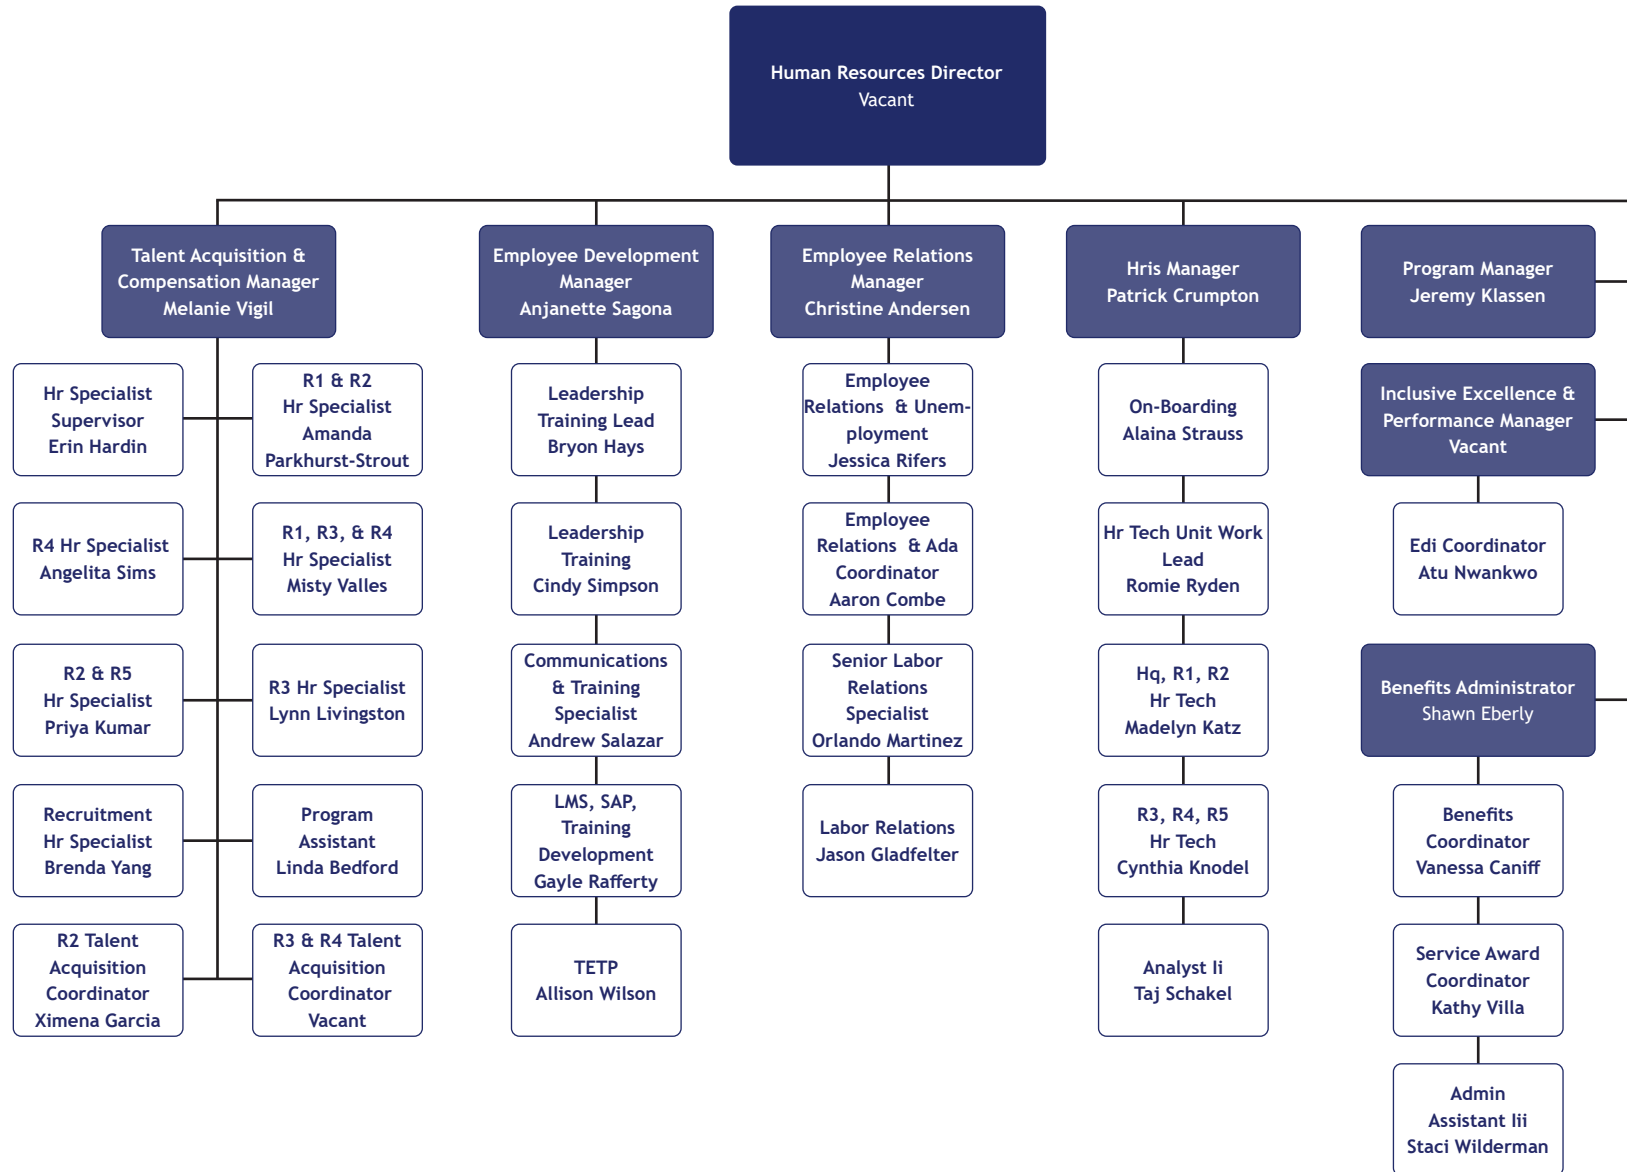 Human Resources Director
Vacant
Talent Acquisition &
Compensation Manager
Melanie Vigil
Hr Specialist
Supervisor
Erin Hardin
R1 & R2
Hr Specialist
Amanda
Parkhurst-Strout
R4 Hr Specialist
Angelita Sims
R1, R3, & R4
Hr Specialist
Misty Valles
R2 & R5
Hr Specialist
Priya Kumar
R3 Hr Specialist
Lynn Livingston
Recruitment
Hr Specialist
Brenda Yang
Program
Assistant
Linda Bedford
R2 Talent
Acquisition
Coordinator
Ximena Garcia
R3 & R4 Talent
Acquisition
Coordinator
Vacant
Employee Development
Manager
Anjanette Sagona
Leadership
Training Lead
Bryon Hays
Leadership
Training
Cindy Simpson
Communications
& Training
Specialist
Andrew Salazar
LMS, SAP,
Training
Development
Gayle Rafferty
TETP
Allison Wilson
Employee Relations
Manager
Christine Andersen
Employee
Relations & Unem-
ployment
Jessica Rifers
Employee
Relations & Ada
Coordinator
Aaron Combe
Senior Labor
Relations
Specialist
Orlando Martinez
Labor Relations
Jason Gladfelter
Hris Manager
Patrick Crumpton
On-Boarding
Alaina Strauss
Hr Tech Unit Work
Lead
Romie Ryden
Hq, R1, R2
Hr Tech
Madelyn Katz
R3, R4, R5
Hr Tech
Cynthia Knodel
Analyst Ii
Taj Schakel
Program Manager
Jeremy Klassen
Inclusive Excellence &
Performance Manager
Vacant
Edi Coordinator
Atu Nwankwo
Benefits Administrator
Shawn Eberly
Benefits
Coordinator
Vanessa Caniff
Service Award
Coordinator
Kathy Villa
Admin
Assistant Iii
Staci Wilderman